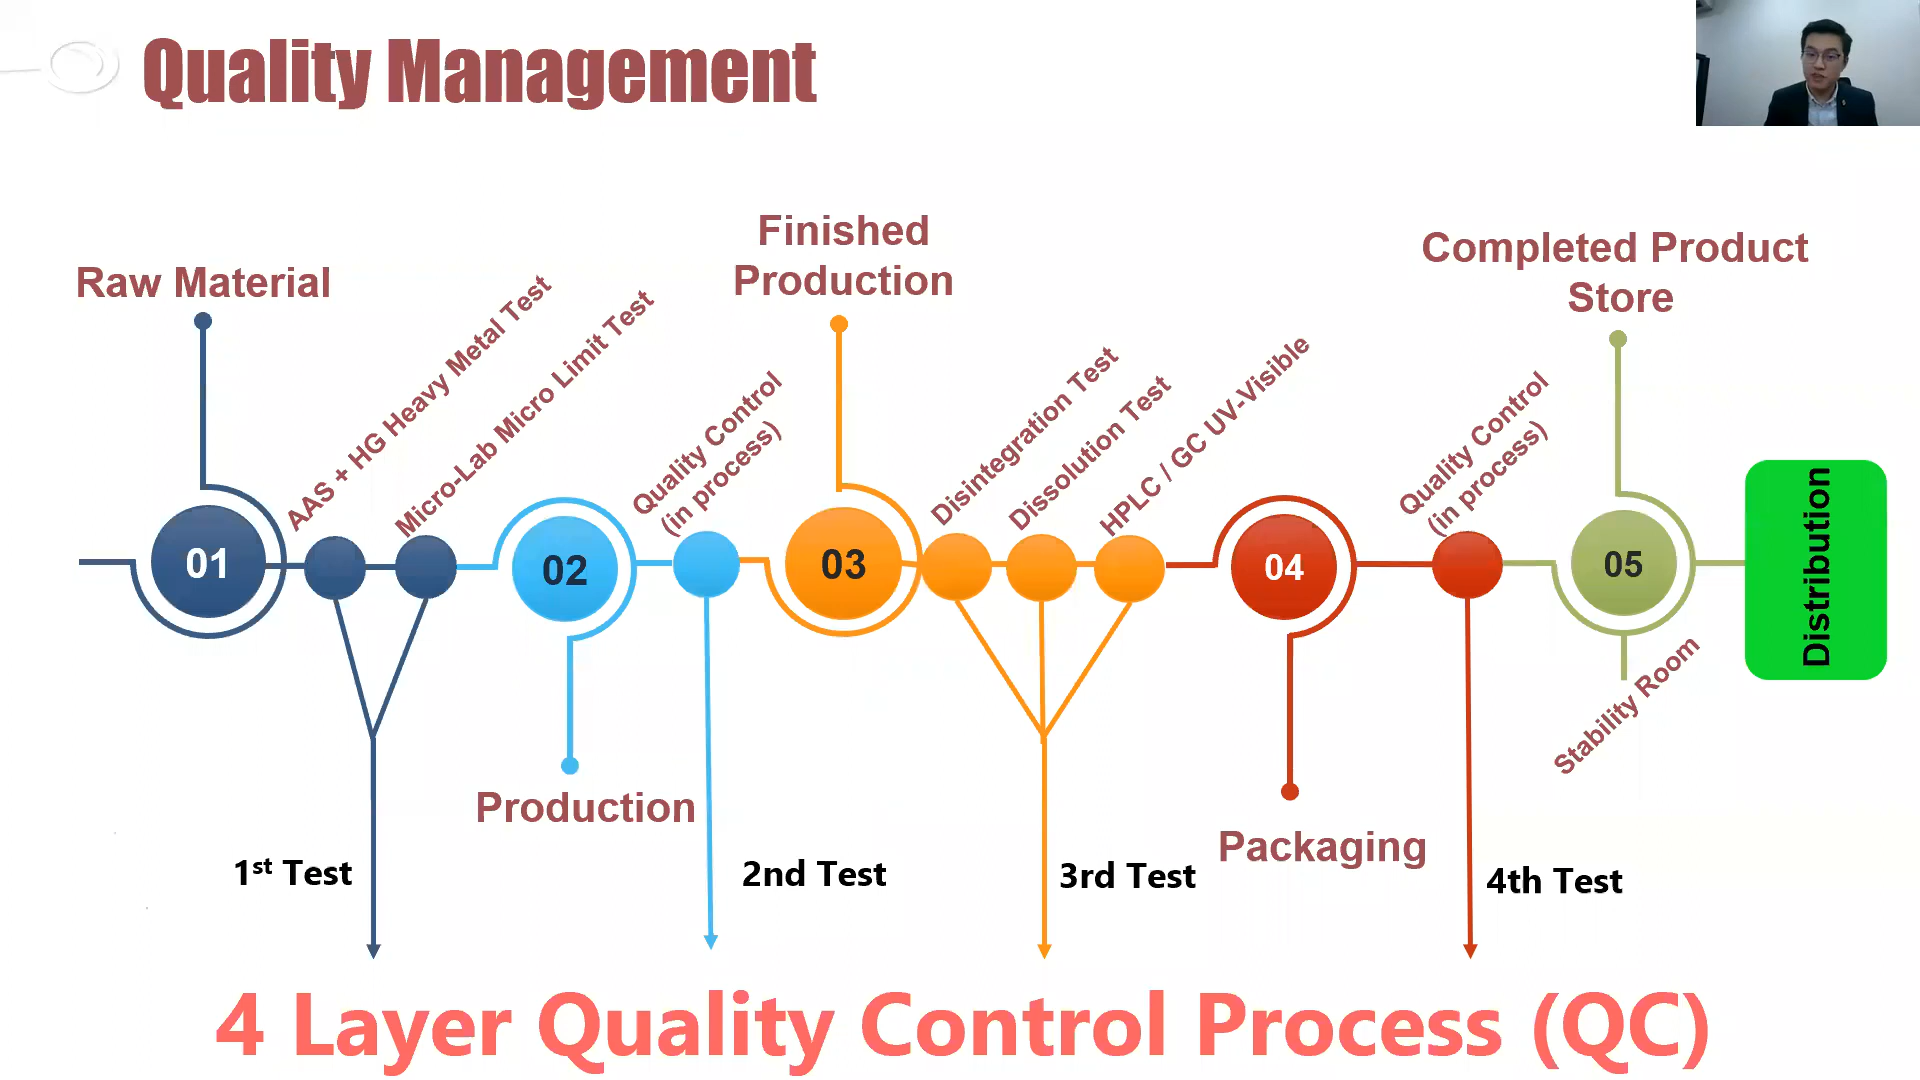 Quality Management
Raw Material
AAS + HG Heavy Metal Test
Micro-Lab Micro Limit Test
Quality Control
(in process)
Finished
Production
Disintegration Test
Dissolution Test
HPLC / GC UV-Visible
Quality Control
(in process)
Completed Product
Store
01
02
03
04
05
Distribution
Stability Room
Production
Packaging
1st Test
2nd Test
3rd Test
4th Test
4 Layer Quality Control Process (QC)